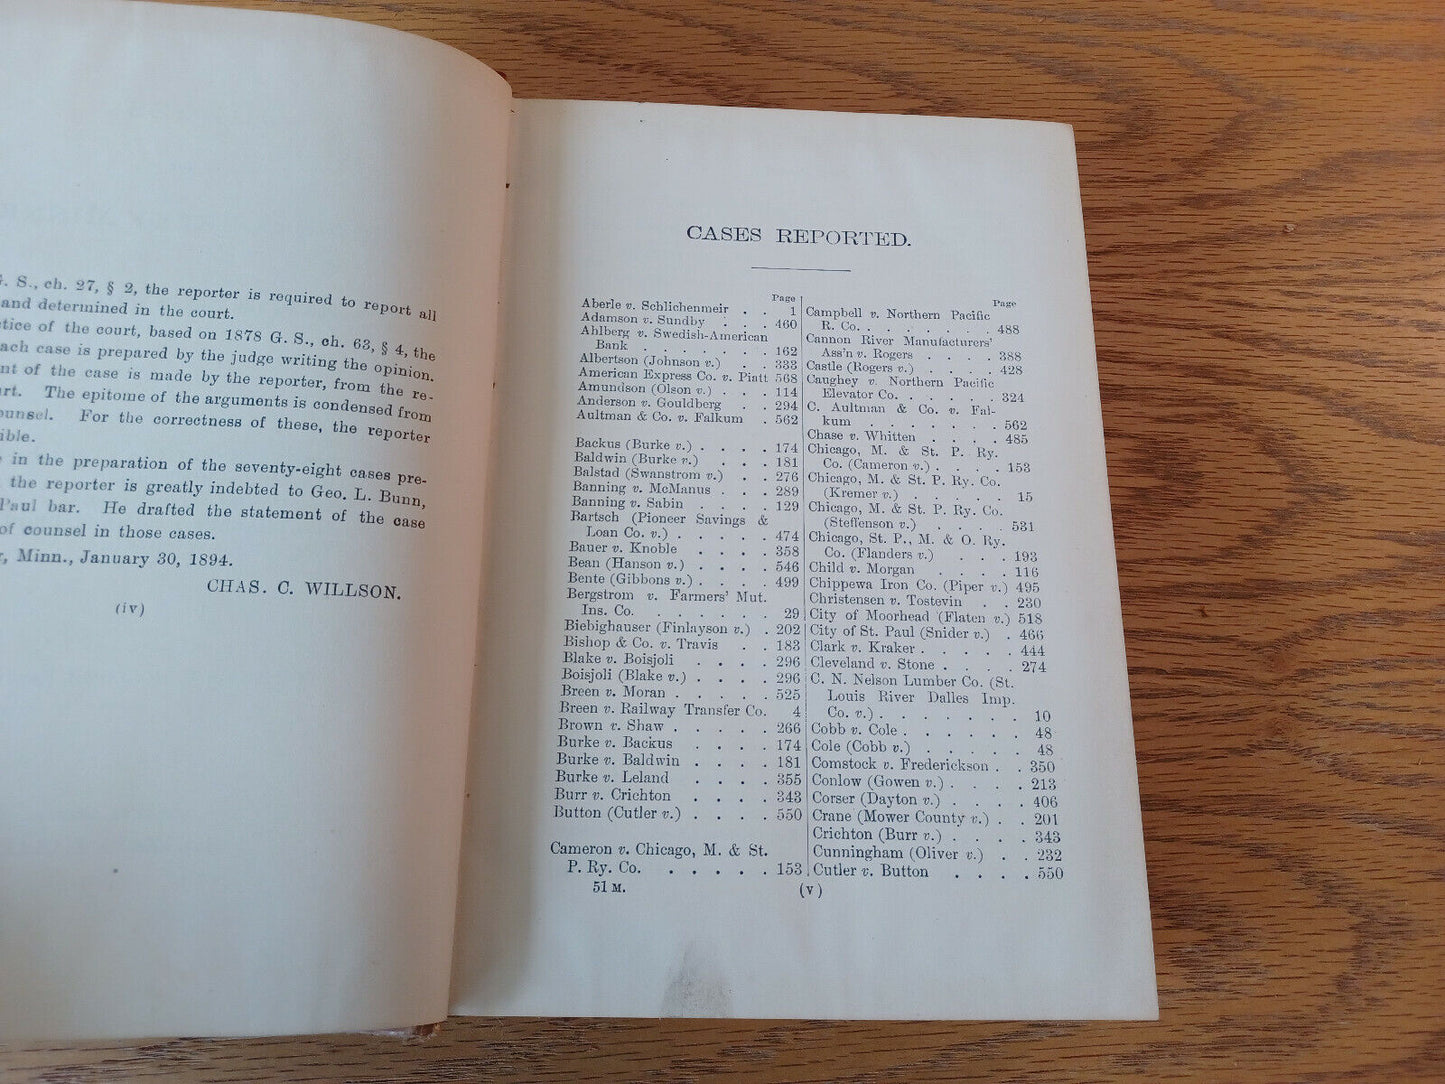 G. S., ch. 27, § 2, the reporter is required to report all
and determined in the court.
tice of the court, based on 1878 G. S., ch. 63, § 4, the
ach case is prepared by the judge writing the opinion.
nt of the case is made by the reporter, from the re-
rt. The epitome of the arguments is condensed from
ounsel. For the correctness of these, the reporter
ible.
e in the preparation of the seventy-eight cases pre-
the reporter is greatly indebted to Geo. L. Bunn,
Paul bar. He drafted the statement of the case
of counsel in those cases.
Minn., January 30, 1894.
CHAS. C. WILLSON.
(iv)
CASES REPORTED.
Page
Aberle v. Schlichenmeir . . 1
Adamson v. Sundby . . . 460
Ahlberg v. Swedish-American
Bank . . . . . . . 162
Albertson (Johnson v.) . . 333
American Express Co. v. Piatt 568
Amundson (Olson v.) . . . 114
Anderson v. Gouldberg . . 294
Aultman & Co. v. Falkum . 562
Backus (Burke v.) . . . . 174
Baldwin (Burke v.) . . . 181
Balstad (Swanstrom v.) . . 276
Banning v. McManus . . . 289
Banning v. Sabin . . . . 129
Bartsch (Pioneer Savings &
Loan Co. v.) . . . . . 474
Bauer v. Knoble . . . . 358
Bean (Hanson v.) . . . . 546
Bente (Gibbons v.) . . . . 499
Bergstrom v. Farmers' Mut.
Ins. Co. . . . . . . 29
Biebighauser (Finlayson v.) . 202
Bishop & Co. v. Travis . . 183
Blake v. Boisjoli . . . . 296
Boisjoli (Blake v.) . . . . 296
Breen v. Moran . . . . . 525
Breen v. Railway Transfer Co. 4
Brown v. Shaw . . . . . 266
Burke v. Backus . . . . 174
Burke v. Baldwin . . . . 181
Burke v. Leland . . . . 355
Burr v. Crichton . . . . 343
Button (Cutler v.) . . . . 550
Cameron v. Chicago, M. & St.
P. Ry. Co. . . . . . 153
51 M.
Page
Campbell v. Northern Pacific
R. Co. . . . . . . . 488
Cannon River Manufacturers'
Ass'n v. Rogers . . . . 388
Castle (Rogers v.) . . . . 428
Caughey v. Northern Pacific
Elevator Co. . . . . . 324
C. Aultman & Co. v. Fal-
kum . . . . . . . 562
Chase v. Whitten . . . . 485
Chicago, M. & St. P. Ry.
Co. (Cameron v.) . . . . 153
Chicago, M. & St. P. Ry. Co.
(Kremer v.) . . . . . 15
Chicago, M. & St. P. Ry. Co.
(Steffenson v.) . . . . . 531
Chicago, St. P., M. & O. Ry.
Co. (Flanders v.) . . . 193
Child v. Morgan . . . . 116
Chippewa Iron Co. (Piper v.) 495
Christensen v. Tostevin . . 230
City of Moorhead (Flaten v.) 518
City of St. Paul (Snider v.) . 466
Clark v. Kraker . . . . . 444
Cleveland v. Stone . . . . 274
C. N. Nelson Lumber Co. (St.
Louis River Dalles Imp.
Co. v.) . . . . . . . 10
Cobb v. Cole . . . . . . 48
Cole (Cobb v.) . . . . . 48
Comstock v. Frederickson . . 350
Conlow (Gowen v.) . . . . 213
Corser (Dayton v.) . . . . 406
Crane (Mower County v.) . . 201
Crichton (Burr v.) . . . . 343
Cunningham (Oliver v.) . . 232
Cutler v. Button . . . . 550
(v)